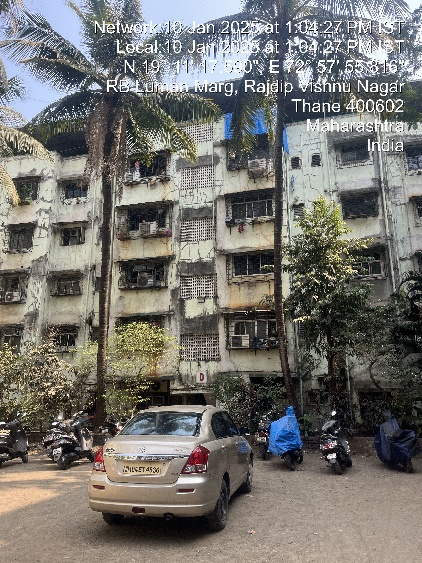 Network:10 Jan 2025 at 1:04:27 PM IST
Local:10 Jan 2025 at 1:04:27 PM IST
N 19° 11' 17.590", E 72° 57' 55.816"
RB Luman Marg, Rajdip Vishnu Nagar
Thane 400602
Maharashtra
India
D